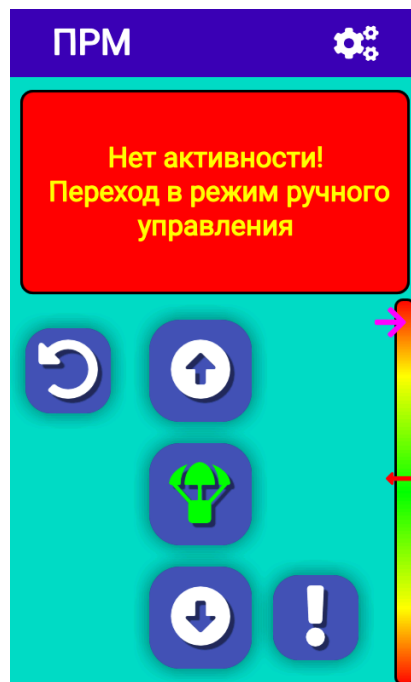 ПРМ
Нет активности!
Переход в режим ручного
управления